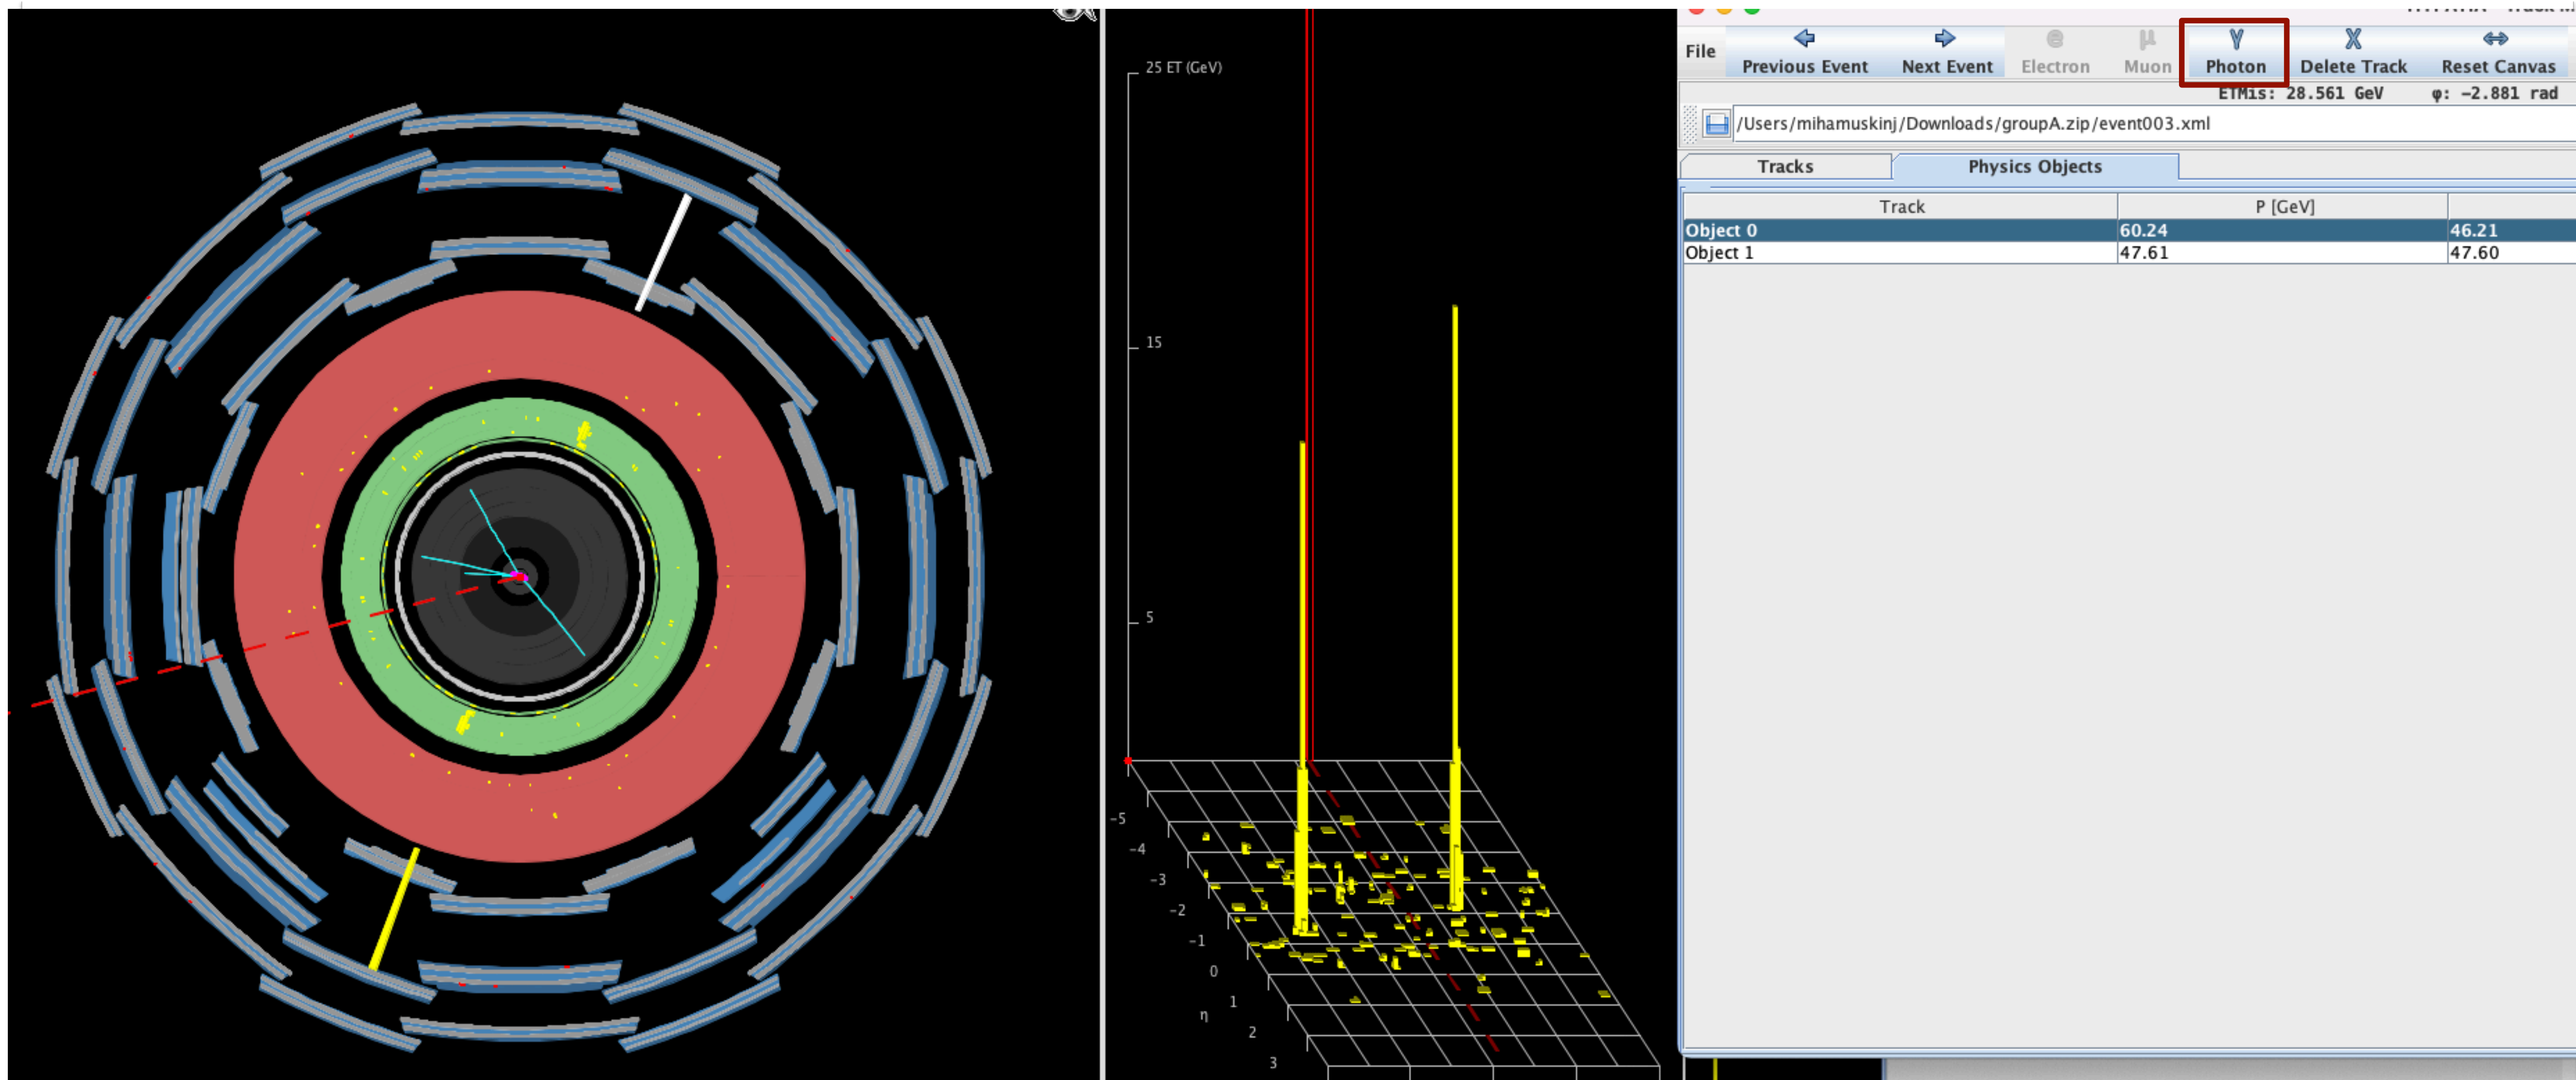 25 ET (GeV)
15
5
-5
-4
-3
-2
-1
0
1
η
2
3
File
Previous Event
Next Event
e
Electron
μ
Muon
γ
Photon
X
Delete Track
Reset Canvas
ETMis: 28.561 GeV φ: -2.881 rad
/Users/mihamuskinj/Downloads/groupA.zip/event003.xml
Tracks Physics Objects
Track P [GeV]
Object 0 60.24 46.21
Object 1 47.61 47.60